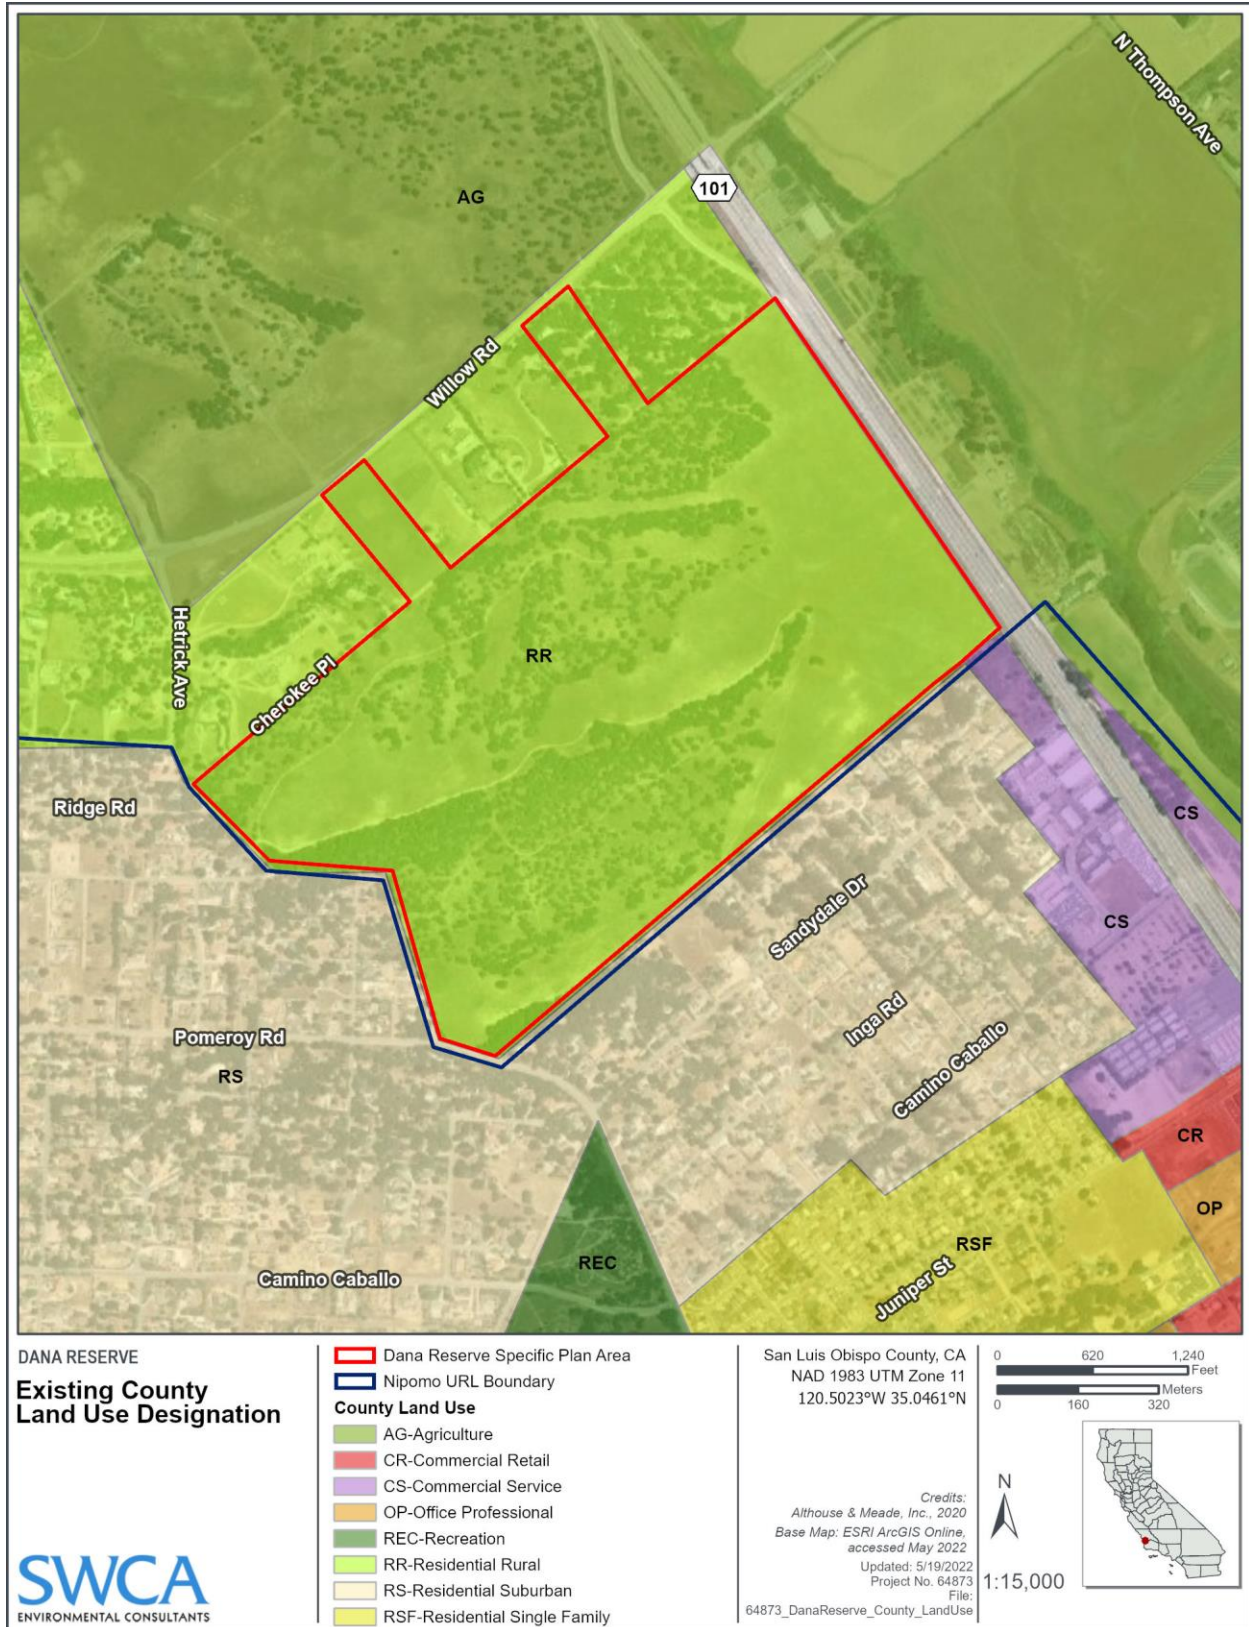 N Thompson Ave
101
AG
Willow Rd
Hetrick Ave
RR
Cherokee Pl
Ridge Rd
CS
Sandydale Dr
CS
Inga Rd
Pomeroy Rd
RS
Camino Caballo
CR
OP
RSF
REC
Camino Caballo
Juniper St
DANA RESERVE
Existing County
Land Use Designation
SWCA
ENVIRONMENTAL CONSULTANTS
Dana Reserve Specific Plan Area
Nipomo URL Boundary
County Land Use
AG-Agriculture
CR-Commercial Retail
CS-Commercial Service
OP-Office Professional
REC-Recreation
RR-Residential Rural
RS-Residential Suburban
RSF-Residential Single Family
San Luis Obispo County, CA
NAD 1983 UTM Zone 11
120.5023°W 35.0461°N
Credits:
Althouse & Meade, Inc., 2020
Base Map: ESRI ArcGIS Online,
accessed May 2022
Updated: 5/19/2022
Project No. 64873
File:
64873_DanaReserve_County_LandUse
0 620 1,240
Feet
Meters
0 160 320
N
1:15,000